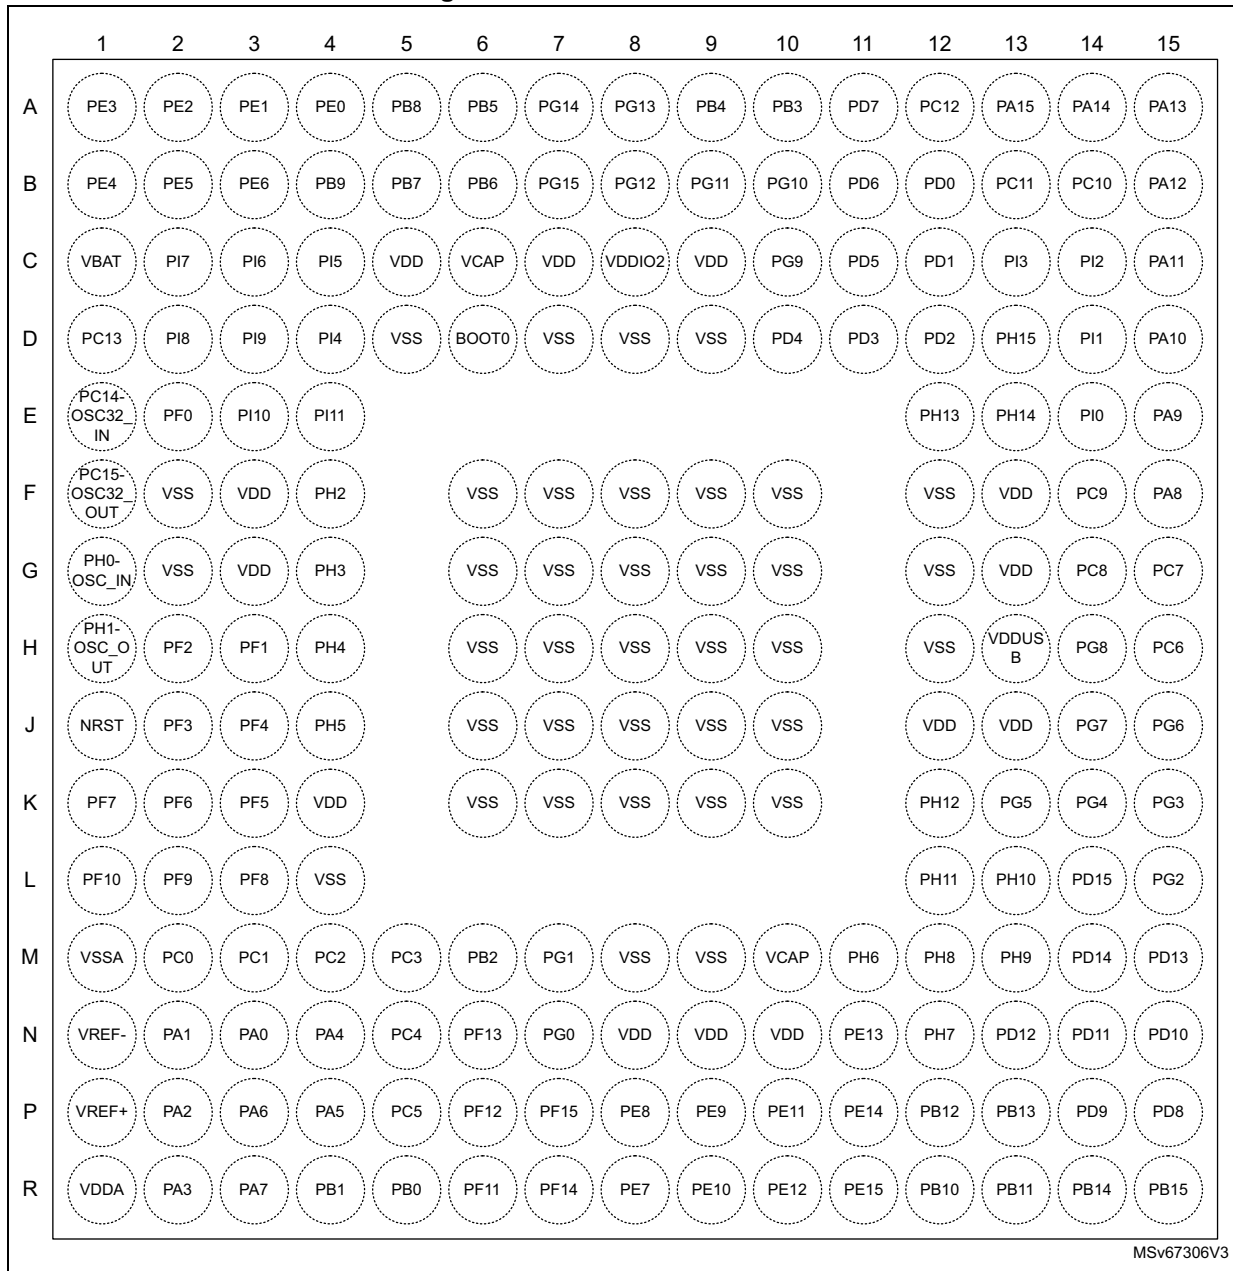 1 2 3 4 5 6 7 8 9 10 11 12 13 14 15
A PE3 PE2 PE1 PE0 PB8 PB5 PG14 PG13 PB4 PB3 PD7 PC12 PA15 PA14 PA13
B PE4 PE5 PE6 PB9 PB7 PB6 PG15 PG12 PG11 PG10 PD6 PD0 PC11 PC10 PA12
C VBAT PI7 PI6 PI5 VDD VCAP VDD VDDIO2 VDD PG9 PD5 PD1 PI3 PI2 PA11
D PC13 PI8 PI9 PI4 VSS BOOT0 VSS VSS VSS PD4 PD3 PD2 PH15 PI1 PA10
E PC14-OSC32_IN PF0 PI10 PI11 PH13 PH14 PI0 PA9
F PC15-OSC32_OUT VSS VDD PH2 VSS VSS VSS VSS VSS VSS VDD PC9 PA8
G PH0-OSC_IN VSS VDD PH3 VSS VSS VSS VSS VSS VSS VDD PC8 PC7
H PH1-OSC_OUT PF2 PF1 PH4 VSS VSS VSS VSS VSS VSS VDDUSB PG8 PC6
J NRST PF3 PF4 PH5 VSS VSS VSS VSS VSS VDD VDD PG7 PG6
K PF7 PF6 PF5 VDD VSS VSS VSS VSS VSS PH12 PG5 PG4 PG3
L PF10 PF9 PF8 VSS PH11 PH10 PD15 PG2
M VSSA PC0 PC1 PC2 PC3 PB2 PG1 VSS VSS VCAP PH6 PH8 PH9 PD14 PD13
N VREF- PA1 PA0 PA4 PC4 PF13 PG0 VDD VDD VDD PE13 PH7 PD12 PD11 PD10
P VREF+ PA2 PA6 PA5 PC5 PF12 PF15 PE8 PE9 PE11 PE14 PB12 PB13 PD9 PD8
R VDDA PA3 PA7 PB1 PB0 PF11 PF14 PE7 PE10 PE12 PE15 PB10 PB11 PB14 PB15
MSv67306V3